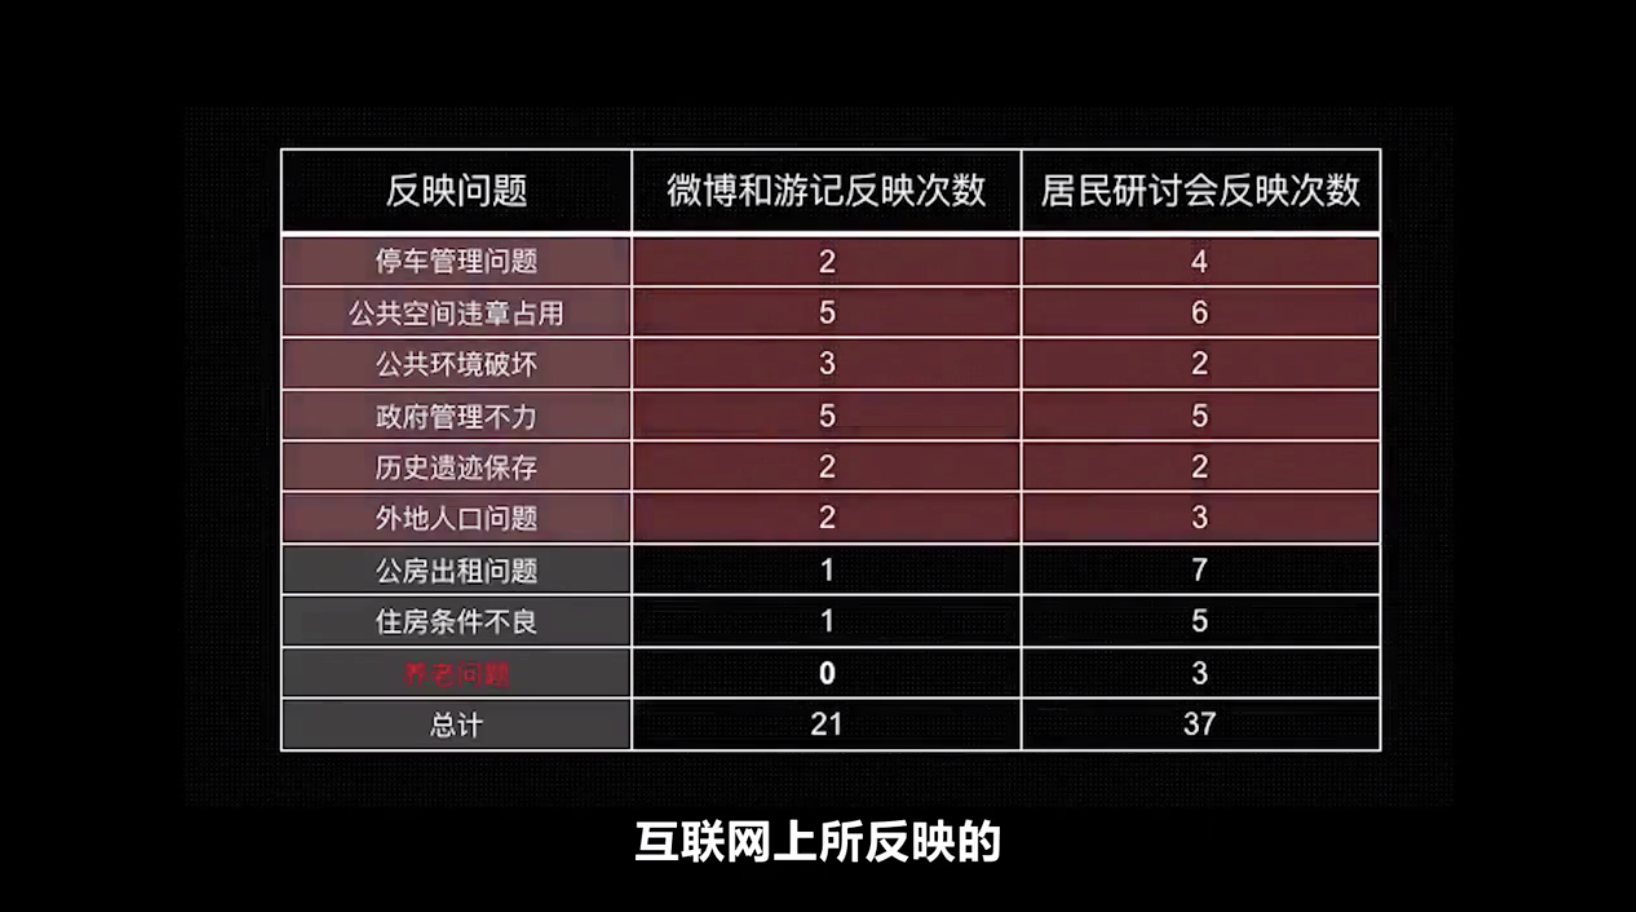 反映问题 微博和游记反映次数 居民研讨会反映次数
停车管理问题 2 4
公共空间违章占用 5 6
公共环境破坏 3 2
政府管理不力 5 5
历史遗迹保存 2 2
外地人口问题 2 3
公房出租问题 1 7
住房条件不良 1 5
养老问题 0 3
总计 21 37
互联网上所反映的